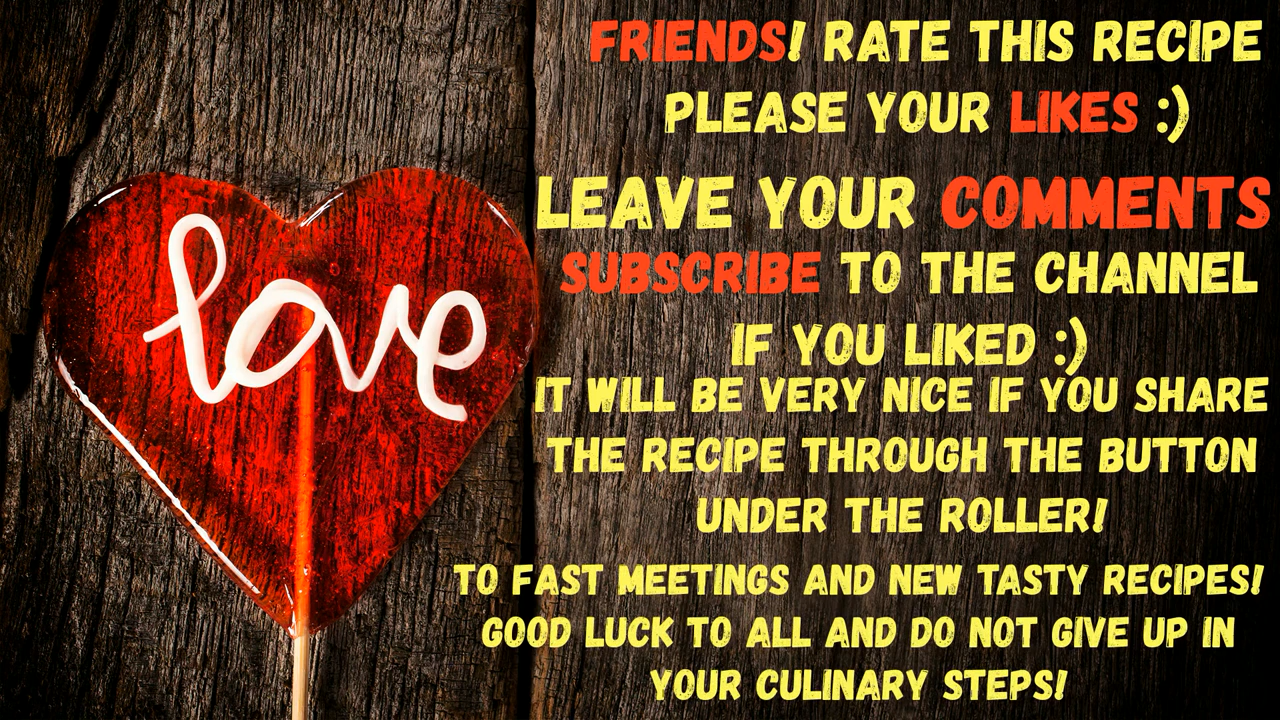 love
FRIENDS! RATE THIS RECIPE
PLEASE YOUR LIKES :)
LEAVE YOUR COMMENTS
SUBSCRIBE TO THE CHANNEL
IF YOU LIKED :)
IT WILL BE VERY NICE IF YOU SHARE
THE RECIPE THROUGH THE BUTTON
UNDER THE ROLLER!
TO FAST MEETINGS AND NEW TASTY RECIPES!
GOOD LUCK TO ALL AND DO NOT GIVE UP IN
YOUR CULINARY STEPS!